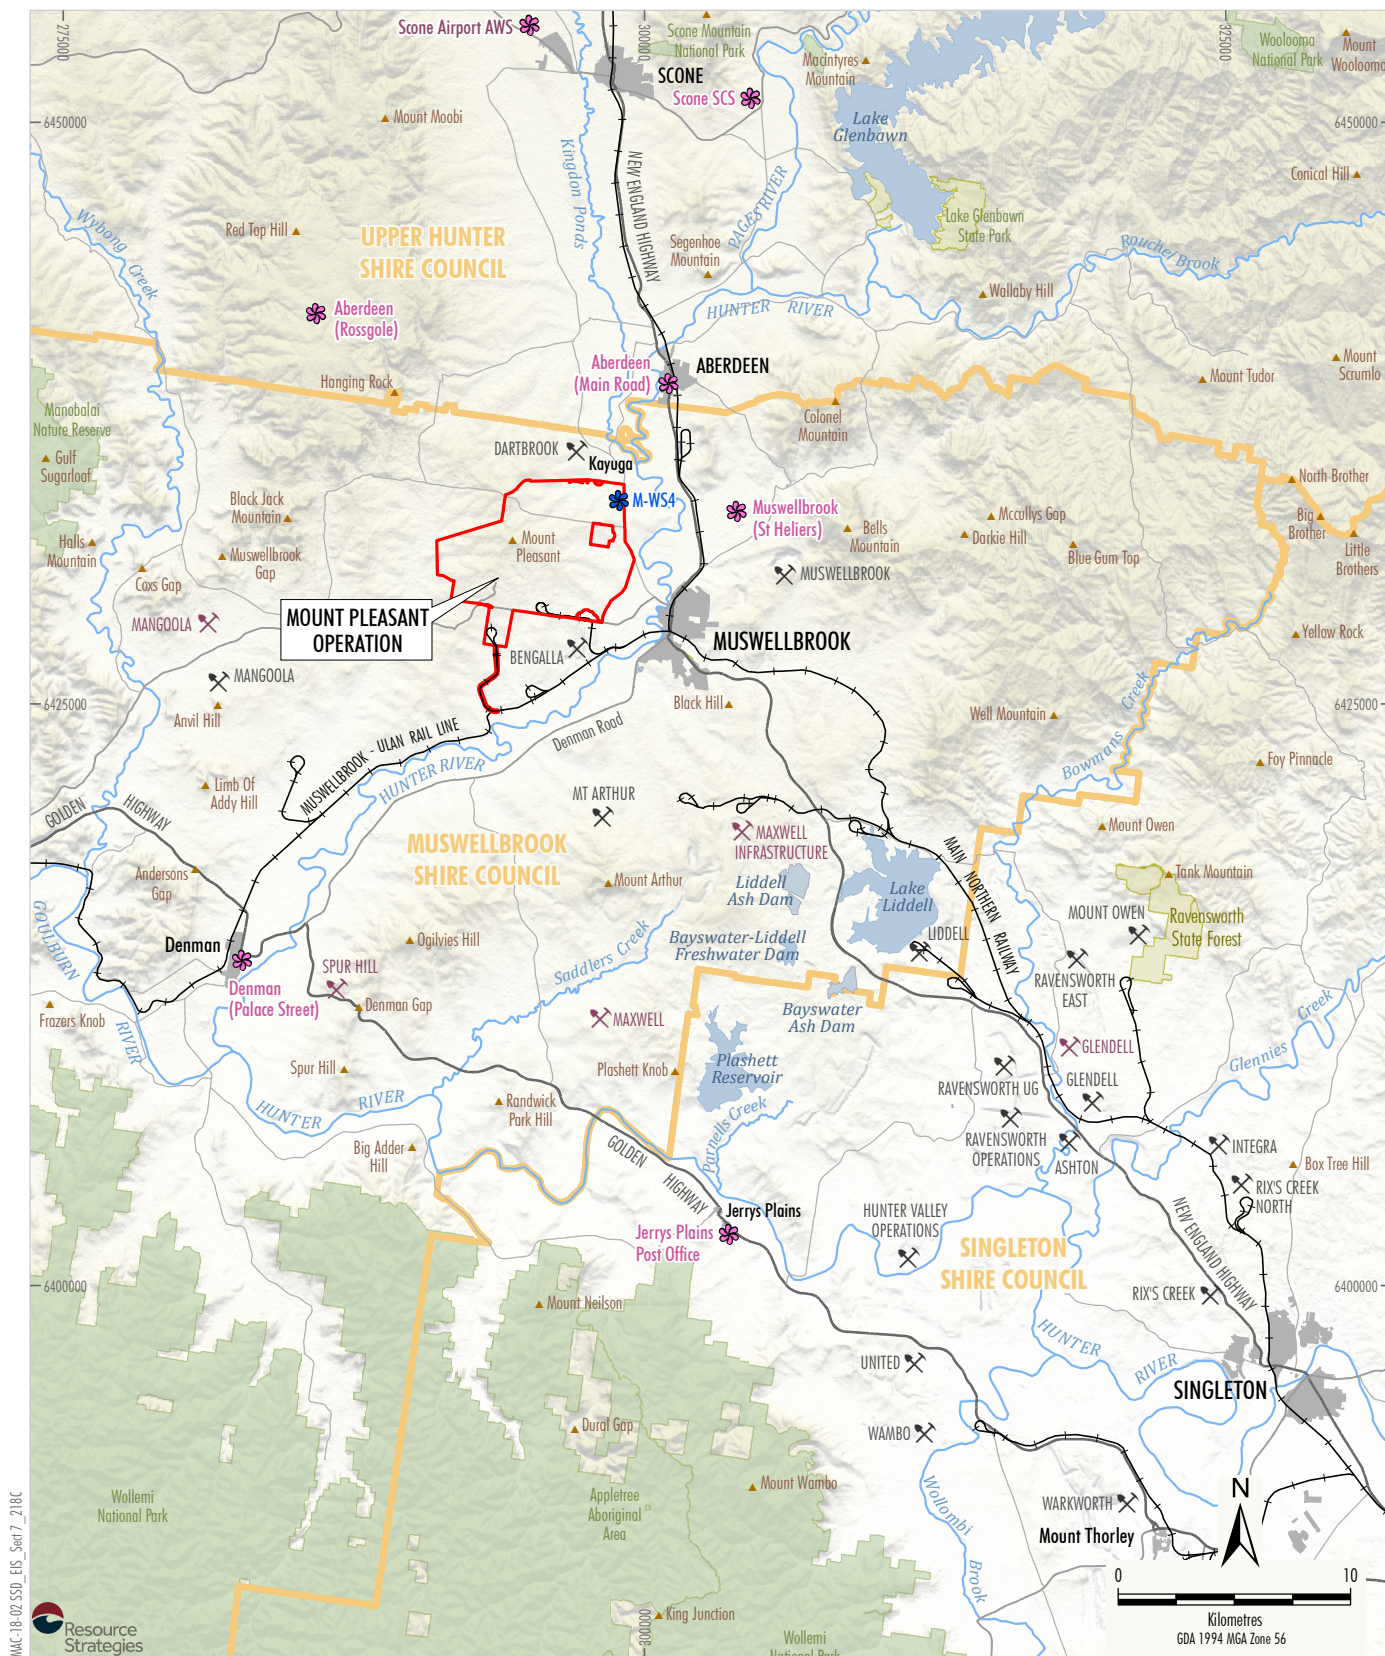 275000
300000
325000
Scone Airport AWS
Scone Mountain
National Park
SCONE
Scone SCS
Macintyres
Mountain
Woolooma
National Park
Mount
Woolooma
6450000
6450000
Mount Moobi
Lake
Glenbawn
Kingdon Ponds
NEW ENGLAND HIGHWAY
PAGES RIVER
Conical Hill
Wybong Creek
Red Top Hill
UPPER HUNTER
SHIRE COUNCIL
Segenhoe
Mountain
Lake Glenbawn
State Park
Rouchel Brook
Wallaby Hill
HUNTER RIVER
Aberdeen
(Rossgole)
Aberdeen
(Main Road)
ABERDEEN
Hanging Rock
Mount
Scrumlo
Mount Tudor
Manobalai
Nature Reserve
Colonel
Mountain
Gulf
Sugarloaf
DARTBROOK
Kayuga
North Brother
Black Jack
Mountain
M-WS4
Muswellbrook
(St Heliers)
Bells
Mountain
Mccullys Gap
Darkie Hill
Big
Brother
Halls
Mountain
Muswellbrook
Gap
Mount
Pleasant
Blue Gum Top
Little
Brothers
Coxs Gap
MUSWELLBROOK
MANGOOLA
MOUNT PLEASANT
OPERATION
BENGALLA
MUSWELLBROOK
Yellow Rock
MANGOOLA
Anvil Hill
6425000
6425000
Black Hill
Well Mountain
Bowmans Creek
Denman Road
MUSWELLBROOK - ULAN RAIL LINE
HUNTER RIVER
Foy Pinnacle
Limb Of
Addy Hill
GOLDEN HIGHWAY
MT ARTHUR
MUSWELLBROOK
SHIRE COUNCIL
MAXWELL
INFRASTRUCTURE
Mount Owen
MAIN NORTHERN RAILWAY
Andersons
Gap
Mount Arthur
Liddell
Ash Dam
Lake
Liddell
Tank Mountain
GOULBURN RIVER
MOUNT OWEN
Ravensworth
State Forest
Denman
Ogilvies Hill
Saddlers Creek
Bayswater-Liddell
Freshwater Dam
LIDDELL
SPUR HILL
RAVENSWORTH
EAST
Denman
(Palace Street)
Denman Gap
Frazers Knob
MAXWELL
Bayswater
Ash Dam
Glennies Creek
GLENDELL
Spur Hill
Plashett Knob
Plashett
Reservoir
RAVENSWORTH UG
GLENDELL
HUNTER RIVER
Randwick
Park Hill
Parnells Creek
RAVENSWORTH
OPERATIONS
ASHTON
INTEGRA
Big Adder
Hill
GOLDEN HIGHWAY
Box Tree Hill
RIX'S CREEK
NORTH
Jerrys Plains
Jerrys Plains
Post Office
HUNTER VALLEY
OPERATIONS
NEW ENGLAND HIGHWAY
SINGLETON
SHIRE COUNCIL
6400000
6400000
Mount Neilson
RIX'S CREEK
HUNTER RIVER
UNITED
SINGLETON
Dural Gap
WAMBO
Wollombi Brook
Mount Wambo
Wollemi
National Park
Appletree
Aboriginal
Area
WARKWORTH
Mount Thorley
N
0 10
Kilometres
GDA 1994 MGA Zone 56
King Junction
300000
Wollemi
National Park
Resource
Strategies
MAC-18-02 SSD_EIS_Sect 7_218C